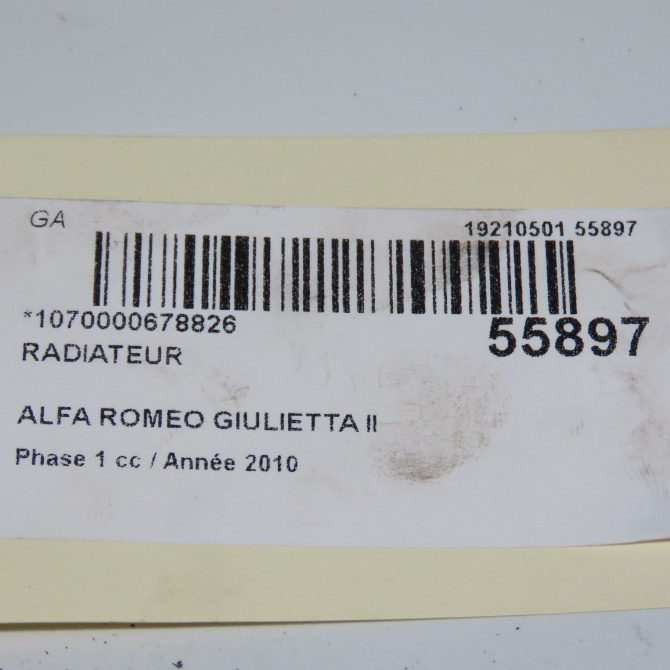 GA
19210501 55897
*1070000678826
55897
RADIATEUR
ALFA ROMEO GIULIETTA II
Phase 1 cc / Année 2010